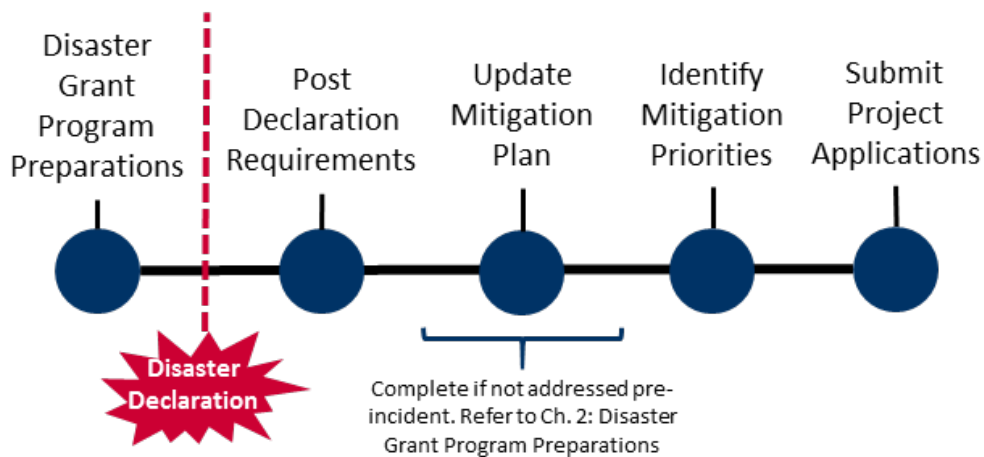 Disaster
Grant
Program
Preparations
Post
Declaration
Requirements
Update
Mitigation
Plan
Identify
Mitigation
Priorities
Submit
Project
Applications
Disaster
Declaration
Complete if not addressed pre-
incident. Refer to Ch. 2: Disaster
Grant Program Preparations